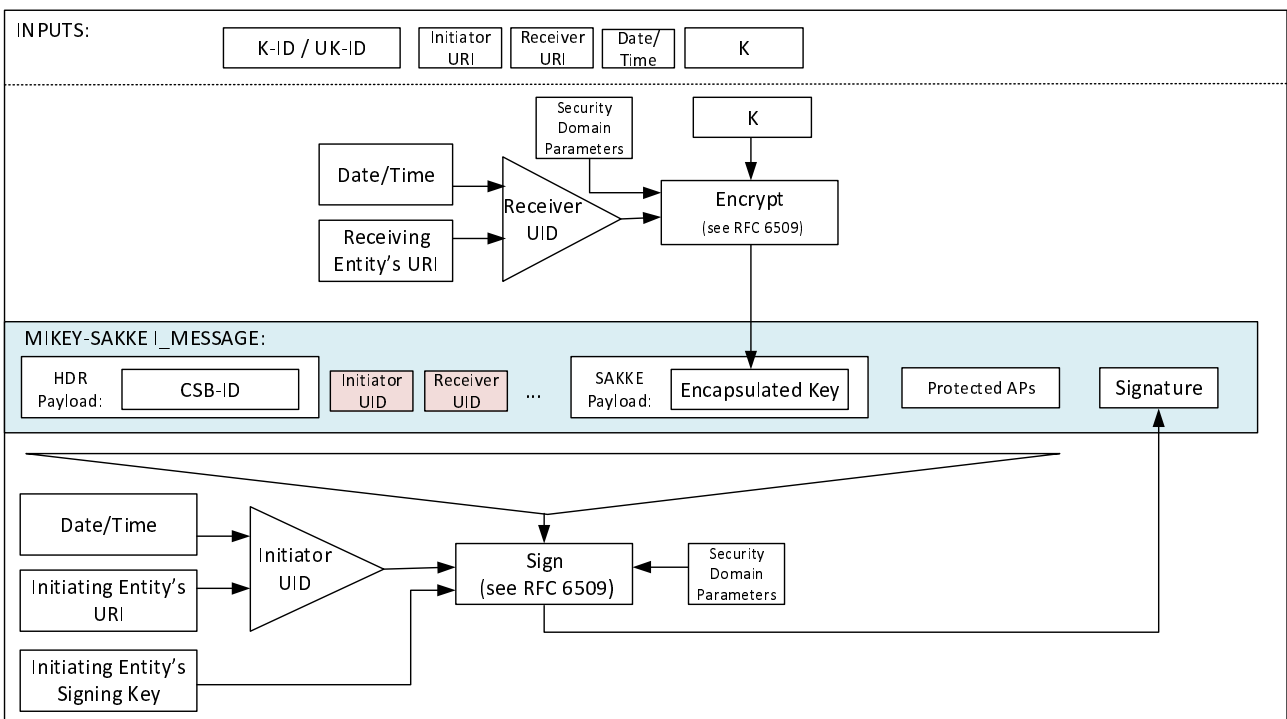 INPUTS:
K-ID / UK-ID
Initiator
URI
Receiver
URI
Date/
Time
K
Security
Domain
Parameters
K
Date/Time
Receiver
UID
Encrypt
(see RFC 6509)
Receiving
Entity's URI
MIKEY-SAKKE I_MESSAGE:
HDR
Payload:
CSB-ID
Initiator
UID
Receiver
UID
...
SAKKE
Payload:
Encapsulated Key
Protected APs
Signature
Date/Time
Initiator
UID
Sign
(see RFC 6509)
Security
Domain
Parameters
Initiating Entity's
URI
Initiating Entity's
Signing Key